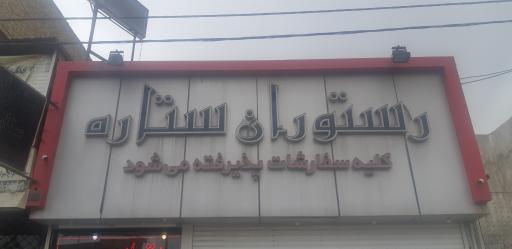 رستوران ستاره
کلیه سفارشات پذیرفته می‌شود